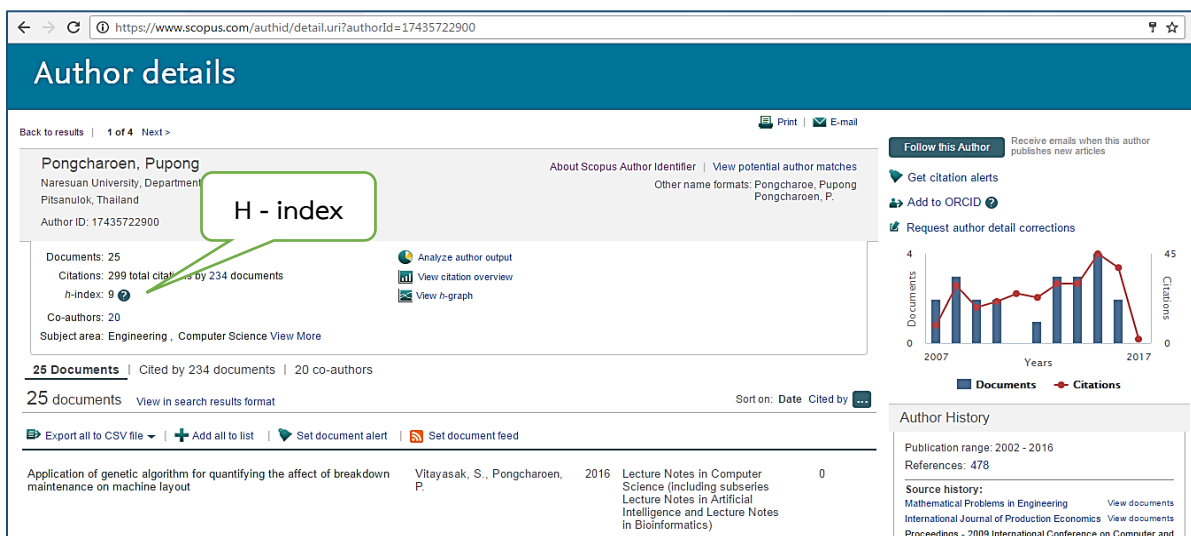 https://www.scopus.com/authid/detail.uri?authorId=17435722900
Author details
Back to results | 1 of 4 Next >
Print | E-mail
Pongcharoen, Pupong
Naresuan University, Department
Pitsanulok, Thailand
Author ID: 17435722900
About Scopus Author Identifier | View potential author matches
Other name formats: Pongcharoe, Pupong
Pongcharoen, P.
H - index
Documents: 25
Citations: 299 total citations by 234 documents
h-index: 9 ?
Co-authors: 20
Subject area: Engineering , Computer Science View More
Analyze author output
View citation overview
View h-graph
Follow this Author
Receive emails when this author
publishes new articles
Get citation alerts
Add to ORCID ?
Request author detail corrections
4
45
Documents
Citations
0
0
2007
2017
Years
Documents Citations
25 Documents | Cited by 234 documents | 20 co-authors
25 documents View in search results format
Sort on: Date Cited by ...
Export all to CSV file | Add all to list | Set document alert | Set document feed
Application of genetic algorithm for quantifying the affect of breakdown
maintenance on machine layout
Vitayasak, S., Pongcharoen,
P.
2016
Lecture Notes in Computer
Science (including subseries
Lecture Notes in Artificial
Intelligence and Lecture Notes
in Bioinformatics)
0
Author History
Publication range: 2002 - 2016
References: 478
Source history:
Mathematical Problems in Engineering View documents
International Journal of Production Economics View documents
Proceedings - 2009 International Conference on Computer and